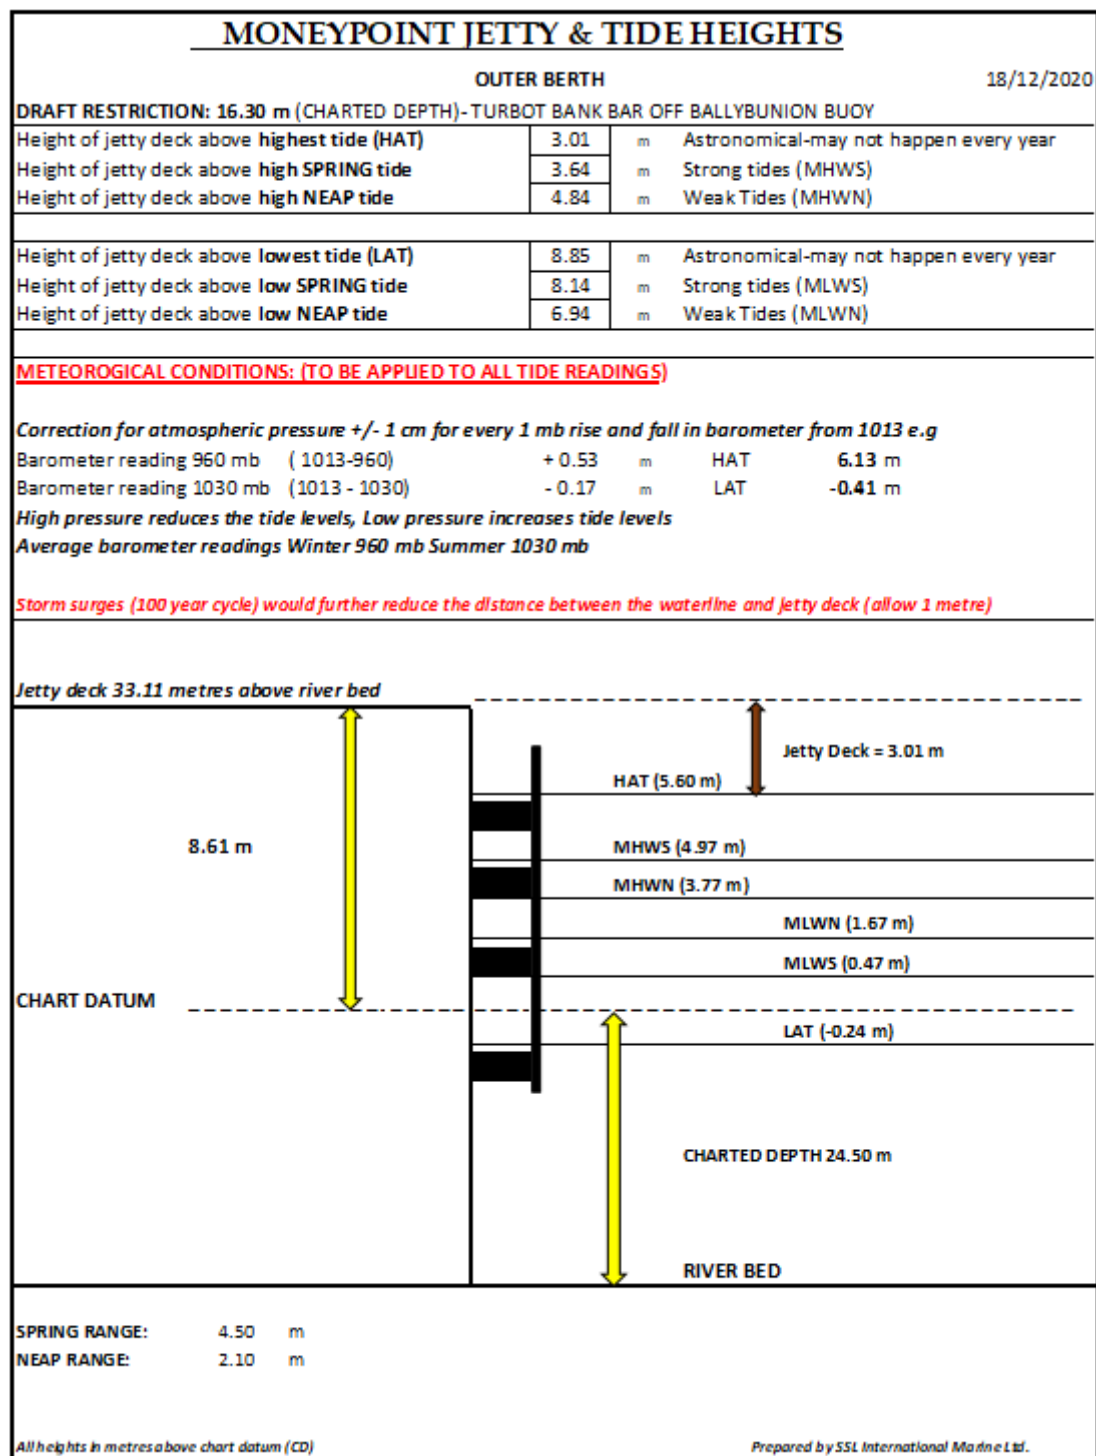 MONEYPOINT JETTY & TIDE HEIGHTS
OUTER BERTH 18/12/2020
DRAFT RESTRICTION: 16.30 m (CHARTED DEPTH)- TURBOT BANK BAR OFF BALLYBUNION BUOY
Height of jetty deck above highest tide (HAT) 3.01 m Astronomical-may not happen every year
Height of jetty deck above high SPRING tide 3.64 m Strong tides (MHWS)
Height of jetty deck above high NEAP tide 4.84 m Weak Tides (MHWN)
Height of jetty deck above lowest tide (LAT) 8.85 m Astronomical-may not happen every year
Height of jetty deck above low SPRING tide 8.14 m Strong tides (MLWS)
Height of jetty deck above low NEAP tide 6.94 m Weak Tides (MLWN)
METEOROGICAL CONDITIONS: (TO BE APPLIED TO ALL TIDE READINGS)
Correction for atmospheric pressure +/- 1 cm for every 1 mb rise and fall in barometer from 1013 e.g
Barometer reading 960 mb ( 1013-960) + 0.53 m HAT 6.13 m
Barometer reading 1030 mb (1013 - 1030) - 0.17 m LAT -0.41 m
High pressure reduces the tide levels, Low pressure increases tide levels
Average barometer readings Winter 960 mb Summer 1030 mb
Storm surges (100 year cycle) would further reduce the distance between the waterline and jetty deck (allow 1 metre)
Jetty deck 33.11 metres above river bed
Jetty Deck = 3.01 m
HAT (5.60 m)
8.61 m
MHWS (4.97 m)
MHWN (3.77 m)
MLWN (1.67 m)
MLWS (0.47 m)
CHART DATUM
LAT (-0.24 m)
CHARTED DEPTH 24.50 m
RIVER BED
SPRING RANGE: 4.50 m
NEAP RANGE: 2.10 m
All heights in metres above chart datum (CD) Prepared by SSL International Marine Ltd.